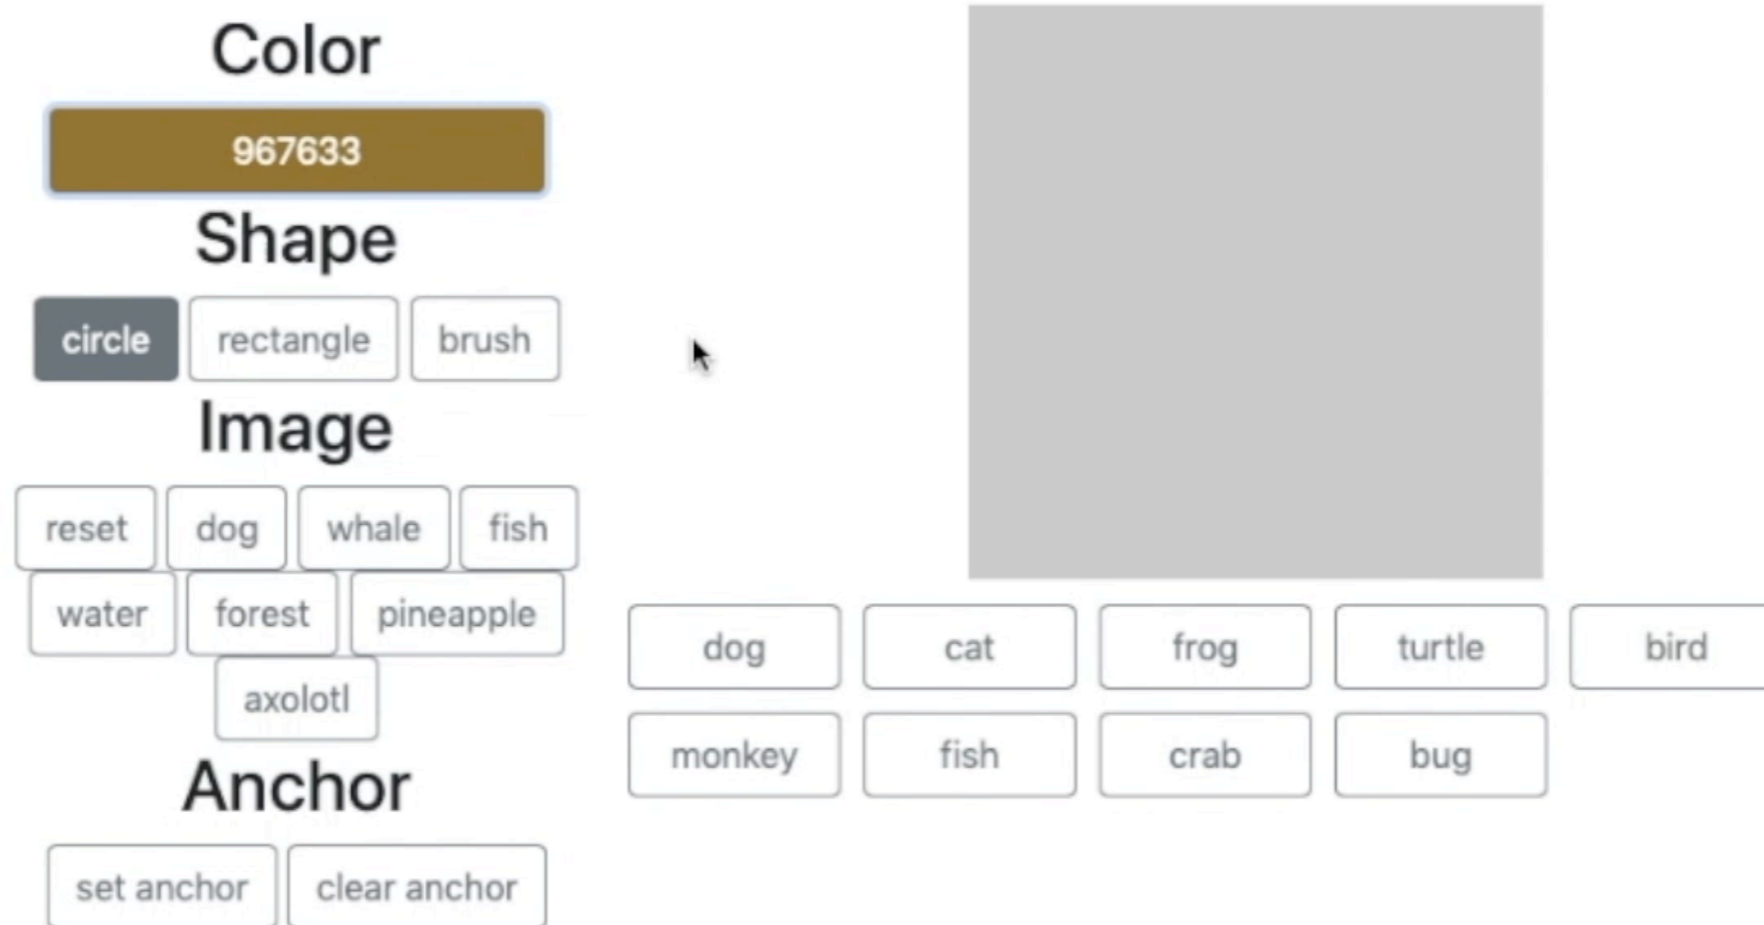 Color
967633
Shape
circle rectangle brush
Image
reset dog whale fish
water forest pineapple
axolotl
Anchor
set anchor clear anchor
dog cat frog turtle bird
monkey fish crab bug